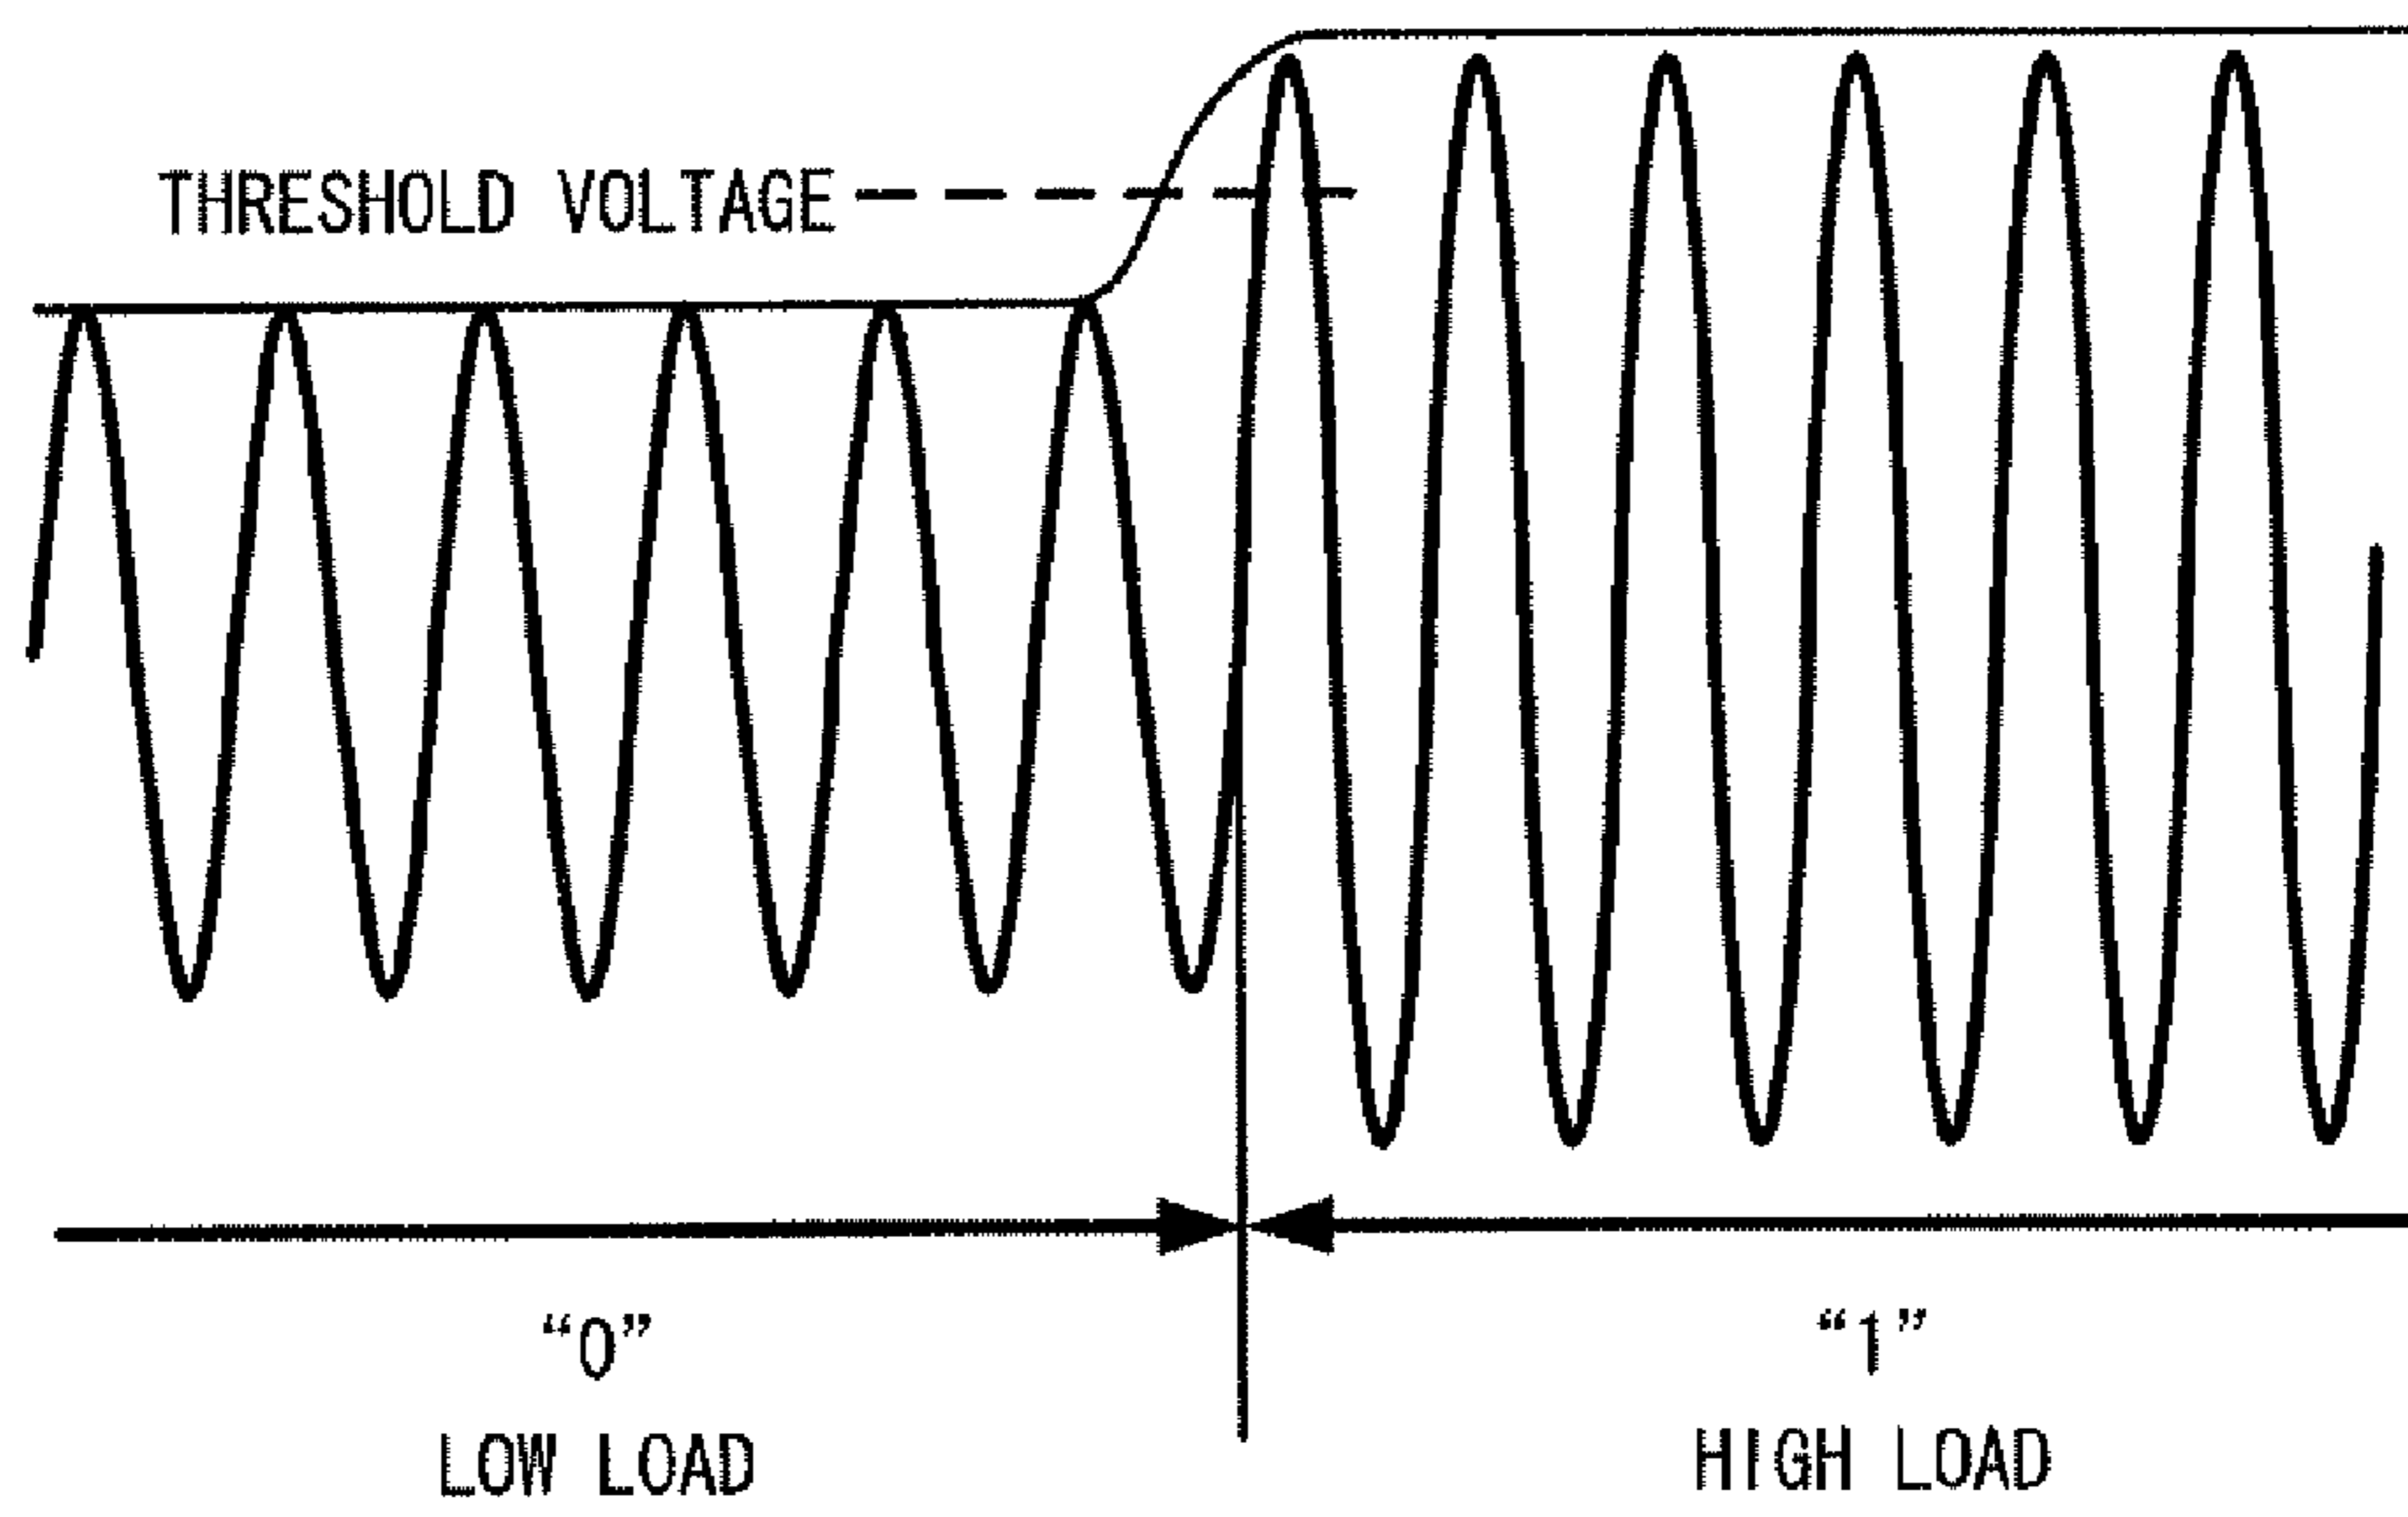 THRESHOLD VOLTAGE
“0”
LOW LOAD
“1”
HIGH LOAD